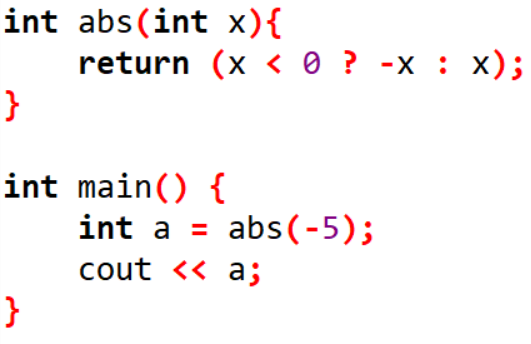 int abs(int x){
    return (x < 0 ? -x : x);
}

int main() {
    int a = abs(-5);
    cout << a;
}